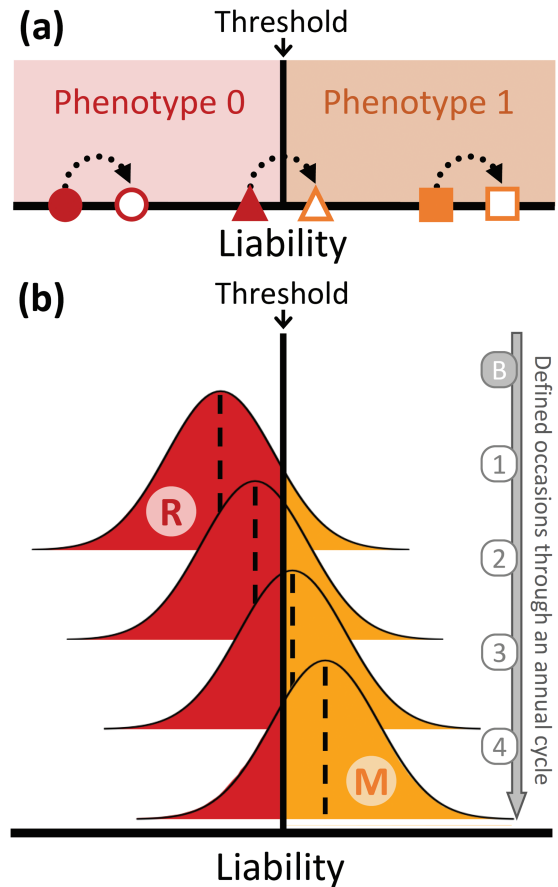 (a)
Threshold
Phenotype 0
Phenotype 1
Liability
(b)
Threshold
R
M
B
1
2
3
4
Defined occasions through an annual cycle
Liability